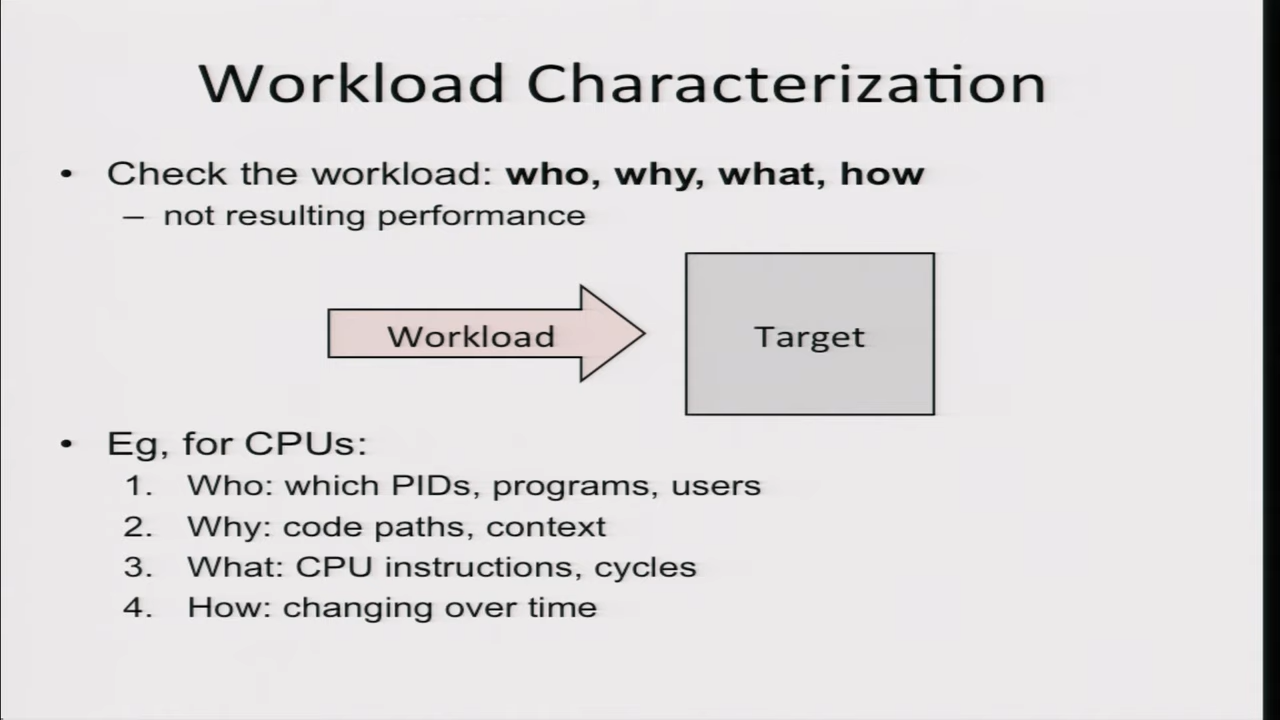 Workload Characterization
• Check the workload: who, why, what, how
– not resulting performance
Workload
Target
• Eg, for CPUs:
1. Who: which PIDs, programs, users
2. Why: code paths, context
3. What: CPU instructions, cycles
4. How: changing over time